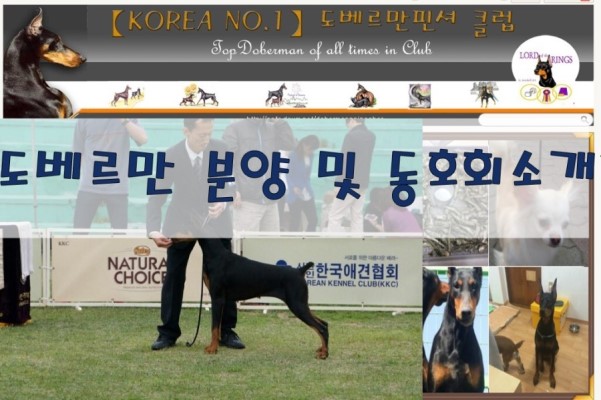 【KOREA NO.1】도베르만핀셔 클럽
Top Doberman of all times in Club
LORD RINGS
도베르만 분양 및 동호회소개
KKC
NATURAL
CHOICE
한국애견협회
KOREAN KENNEL CLUB(KKC)